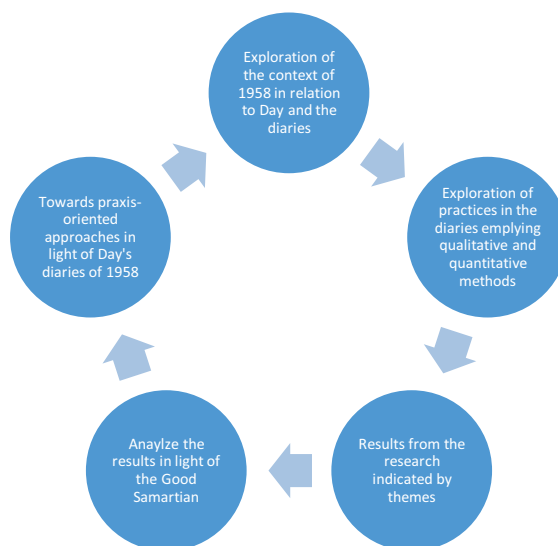 Exploration of
the context of
1958 in relation
to Day and the
diaries
Exploration of
practices in the
diaries emplying
qualitative and
quantitative
methods
Results from the
research
indicated by
themes
Anaylze the
results in light of
the Good
Samartian
Towards praxis-
oriented
approaches in
light of Day's
diaries of 1958